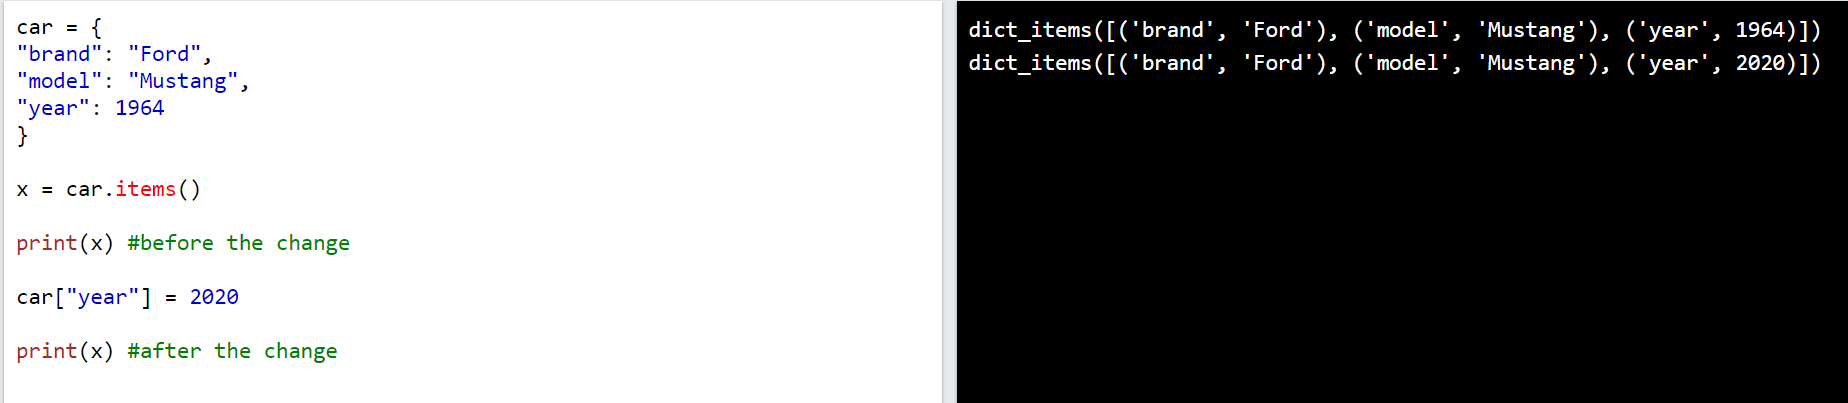 car = {
"brand": "Ford",
"model": "Mustang",
"year": 1964
}
x = car.items()
print(x) #before the change
car["year"] = 2020
print(x) #after the change
dict_items([('brand', 'Ford'), ('model', 'Mustang'), ('year', 1964)])
dict_items([('brand', 'Ford'), ('model', 'Mustang'), ('year', 2020)])